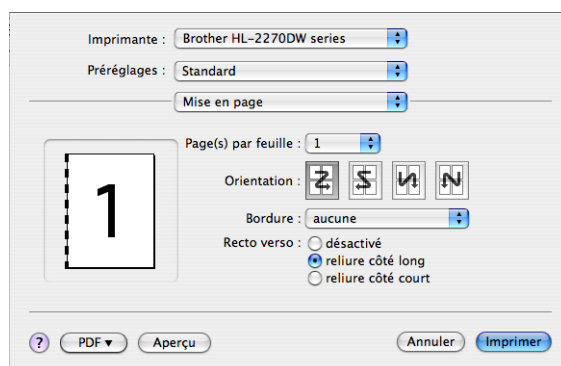 Imprimante : Brother HL-2270DW series
Préréglages : Standard
Mise en page
Page(s) par feuille : 1
Orientation :
Bordure : aucune
Recto verso : désactivé
reliure côté long
reliure côté court
1
? PDF▼ Aperçu Annuler Imprimer